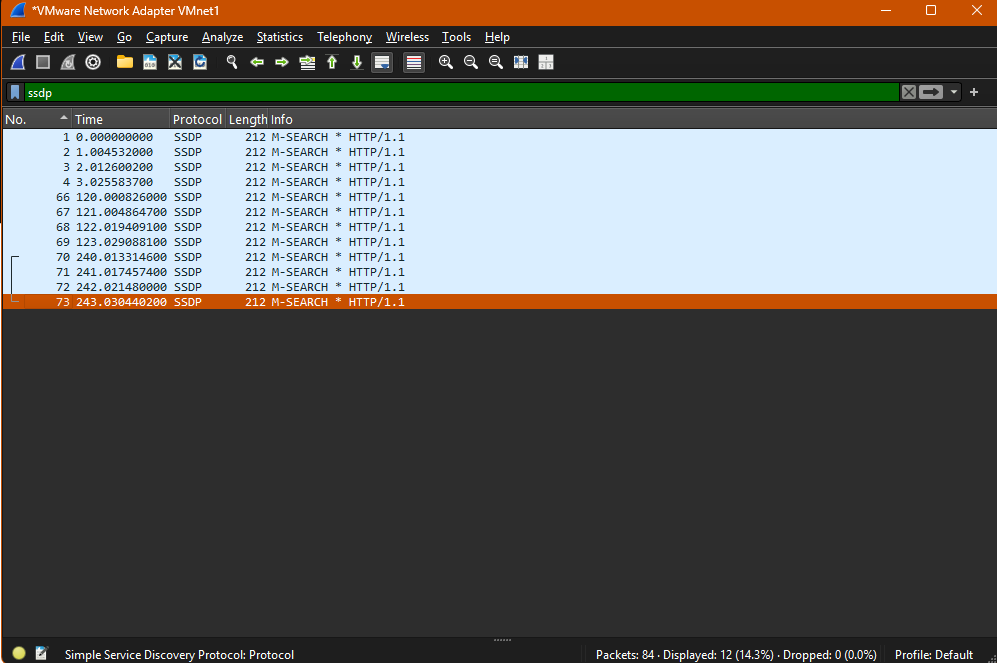 *VMware Network Adapter VMnet1
File Edit View Go Capture Analyze Statistics Telephony Wireless Tools Help
ssdp
No. Time Protocol Length Info
1 0.000000000 SSDP 212 M-SEARCH * HTTP/1.1
2 1.004532000 SSDP 212 M-SEARCH * HTTP/1.1
3 2.012600200 SSDP 212 M-SEARCH * HTTP/1.1
4 3.025583700 SSDP 212 M-SEARCH * HTTP/1.1
66 120.000826000 SSDP 212 M-SEARCH * HTTP/1.1
67 121.004864700 SSDP 212 M-SEARCH * HTTP/1.1
68 122.019409100 SSDP 212 M-SEARCH * HTTP/1.1
69 123.029088100 SSDP 212 M-SEARCH * HTTP/1.1
70 240.013314600 SSDP 212 M-SEARCH * HTTP/1.1
71 241.017457400 SSDP 212 M-SEARCH * HTTP/1.1
72 242.021480000 SSDP 212 M-SEARCH * HTTP/1.1
73 243.030440200 SSDP 212 M-SEARCH * HTTP/1.1
Simple Service Discovery Protocol: Protocol Packets: 84 · Displayed: 12 (14.3%) · Dropped: 0 (0.0%) Profile: Default